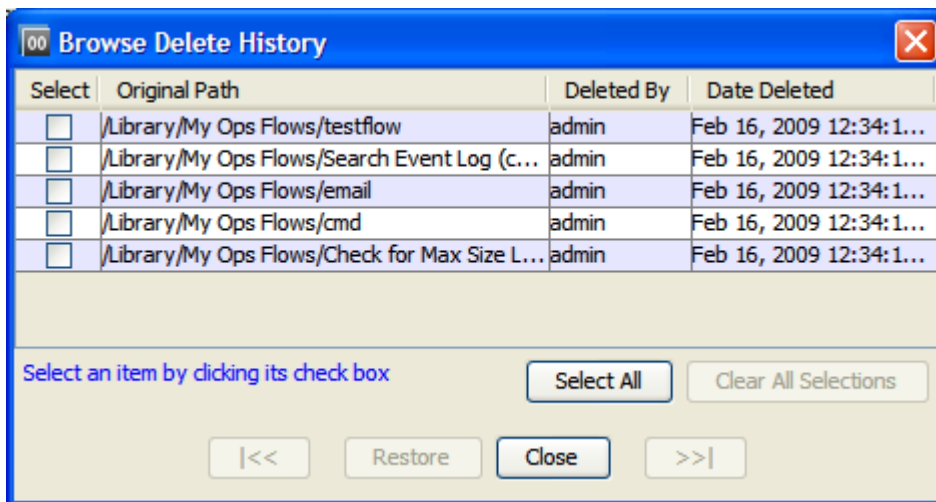 00 Browse Delete History
Select Original Path Deleted By Date Deleted
/Library/My Ops Flows/testflow admin Feb 16, 2009 12:34:1...
/Library/My Ops Flows/Search Event Log (c... admin Feb 16, 2009 12:34:1...
/Library/My Ops Flows/email admin Feb 16, 2009 12:34:1...
/Library/My Ops Flows/cmd admin Feb 16, 2009 12:34:1...
/Library/My Ops Flows/Check for Max Size L... admin Feb 16, 2009 12:34:1...
Select an item by clicking its check box Select All Clear All Selections
|<< Restore Close >>|